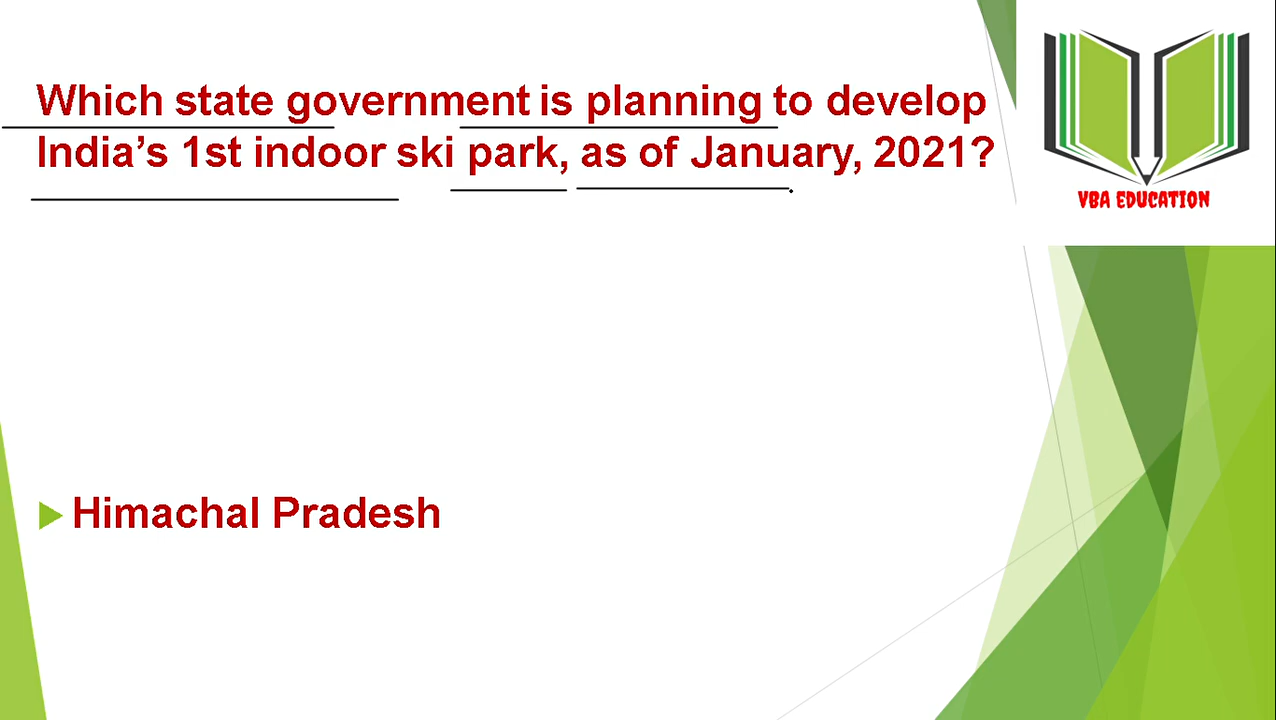 Which state government is planning to develop
India’s 1st indoor ski park, as of January, 2021?
VBA EDUCATION
Himachal Pradesh